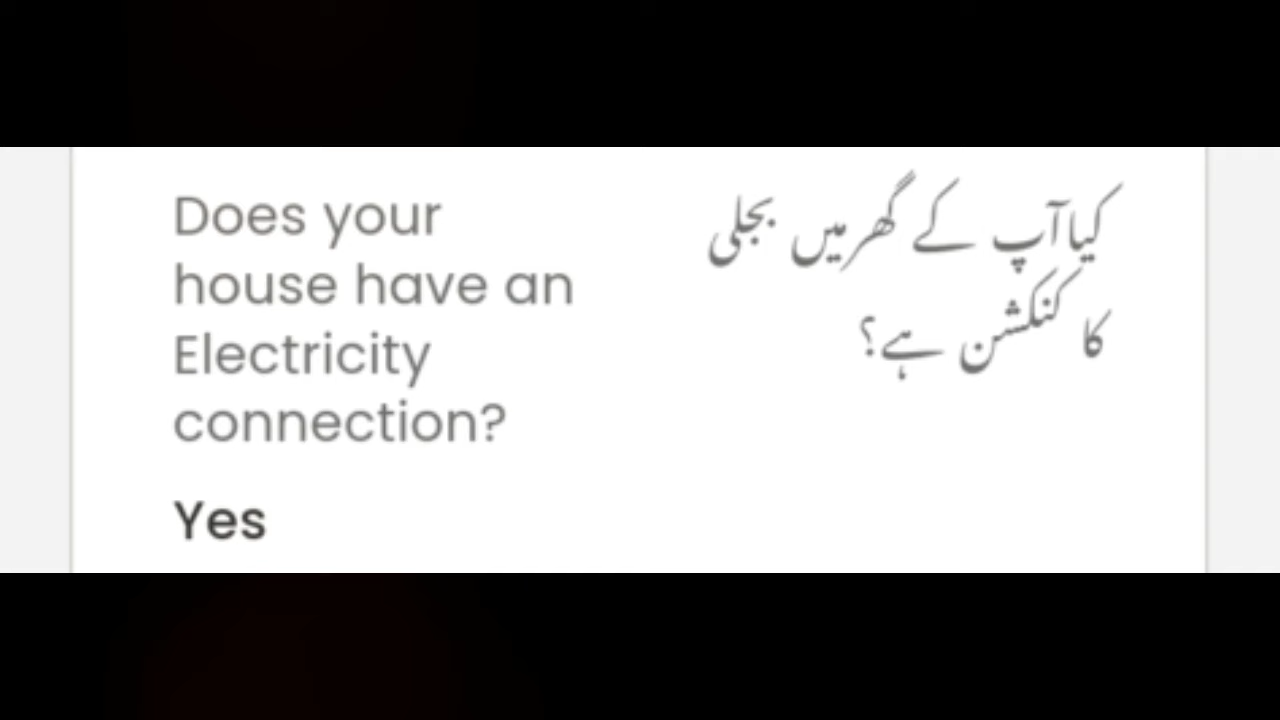 Does your
house have an
Electricity
connection?
Yes
کیا آپ کے گھر میں بجلی
کا کنکشن ہے؟